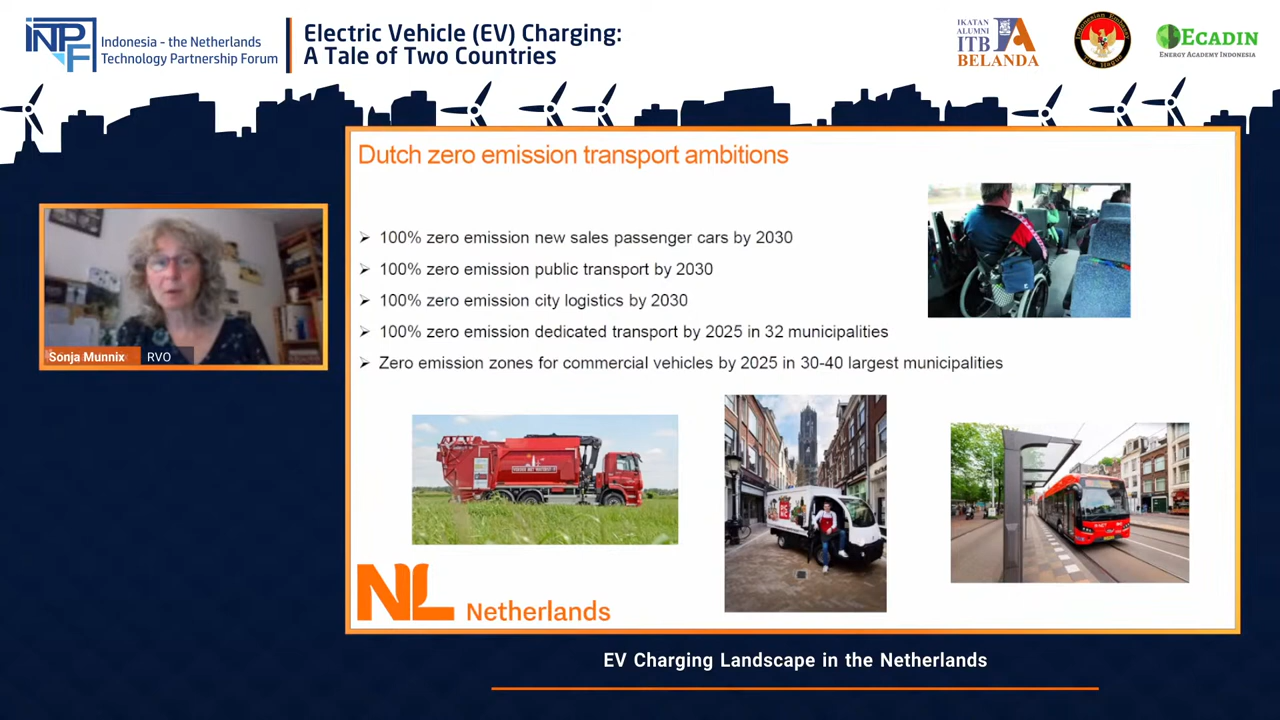 INPF
Indonesia - the Netherlands
Technology Partnership Forum
Electric Vehicle (EV) Charging:
A Tale of Two Countries
IKATAN
ALUMNI
ITB
BELANDA
Indonesian Embassy
The Hague
ECADIN
ENERGY ACADEMY INDONESIA
Dutch zero emission transport ambitions
➢ 100% zero emission new sales passenger cars by 2030
➢ 100% zero emission public transport by 2030
➢ 100% zero emission city logistics by 2030
➢ 100% zero emission dedicated transport by 2025 in 32 municipalities
➢ Zero emission zones for commercial vehicles by 2025 in 30-40 largest municipalities
Sonja Munnix RVO
NL Netherlands
EV Charging Landscape in the Netherlands